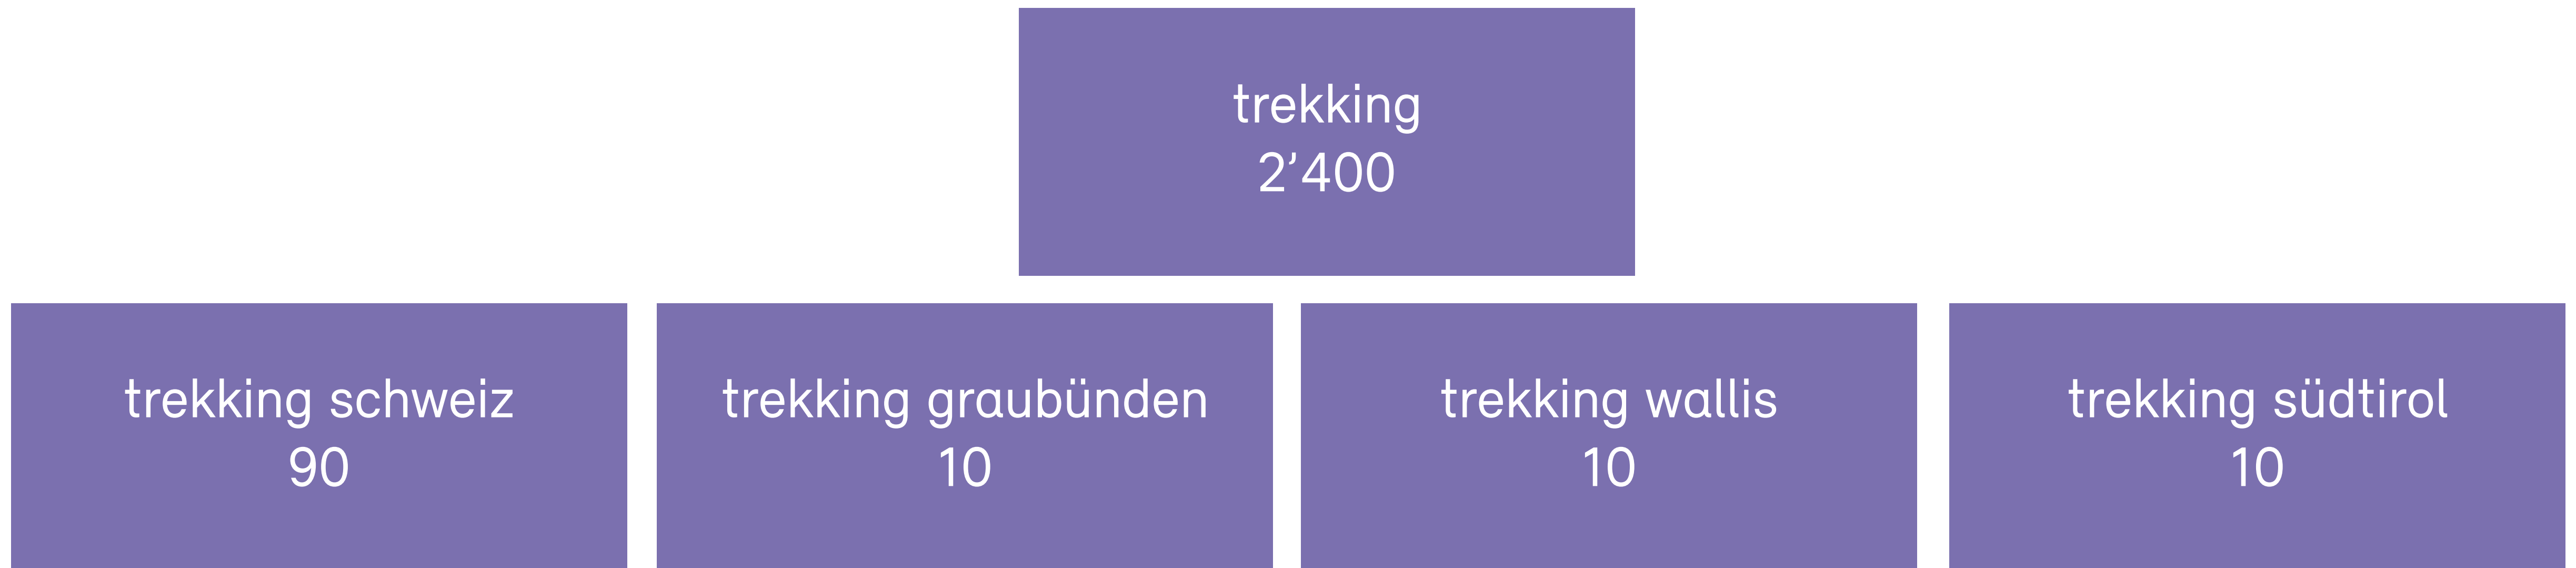 trekking
2’400
trekking schweiz
90
trekking graubünden
10
trekking wallis
10
trekking südtirol
10